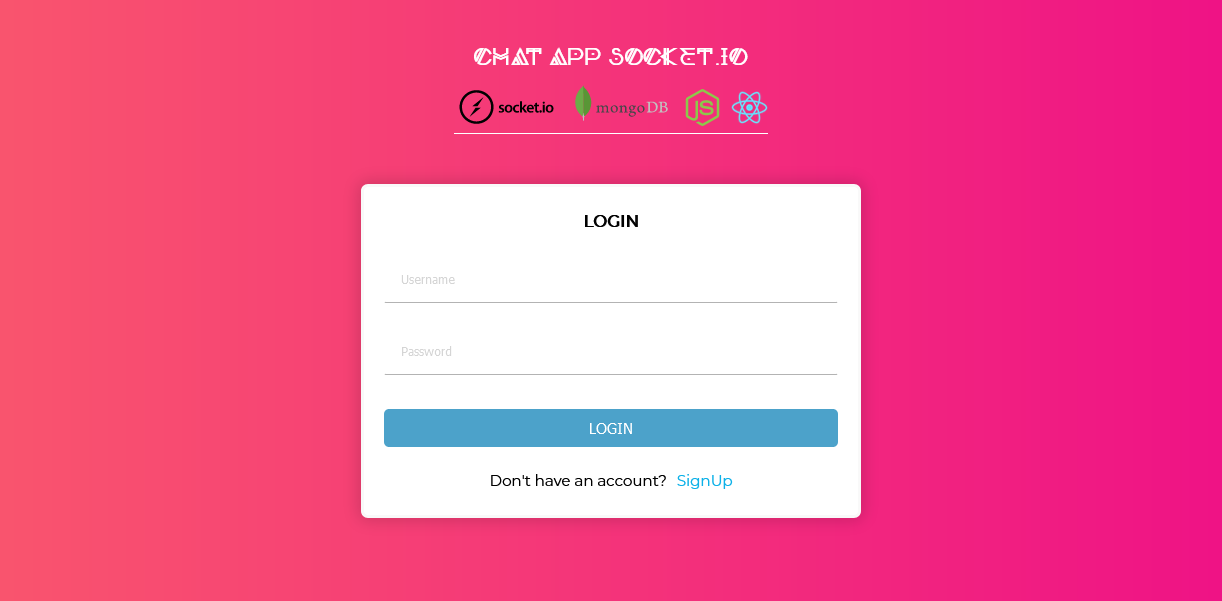 CHAT APP SOCKET.IO
socket.io mongoDB JS
LOGIN
Username
Password
LOGIN
Don't have an account? SignUp